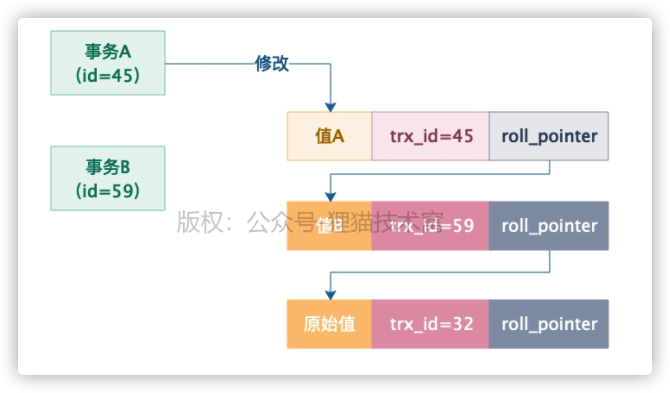 事务A
（id=45）
修改
值A
trx_id=45
roll_pointer
事务B
（id=59）
版权：公众号 狸猫技术窝
值B
trx_id=59
roll_pointer
原始值
trx_id=32
roll_pointer